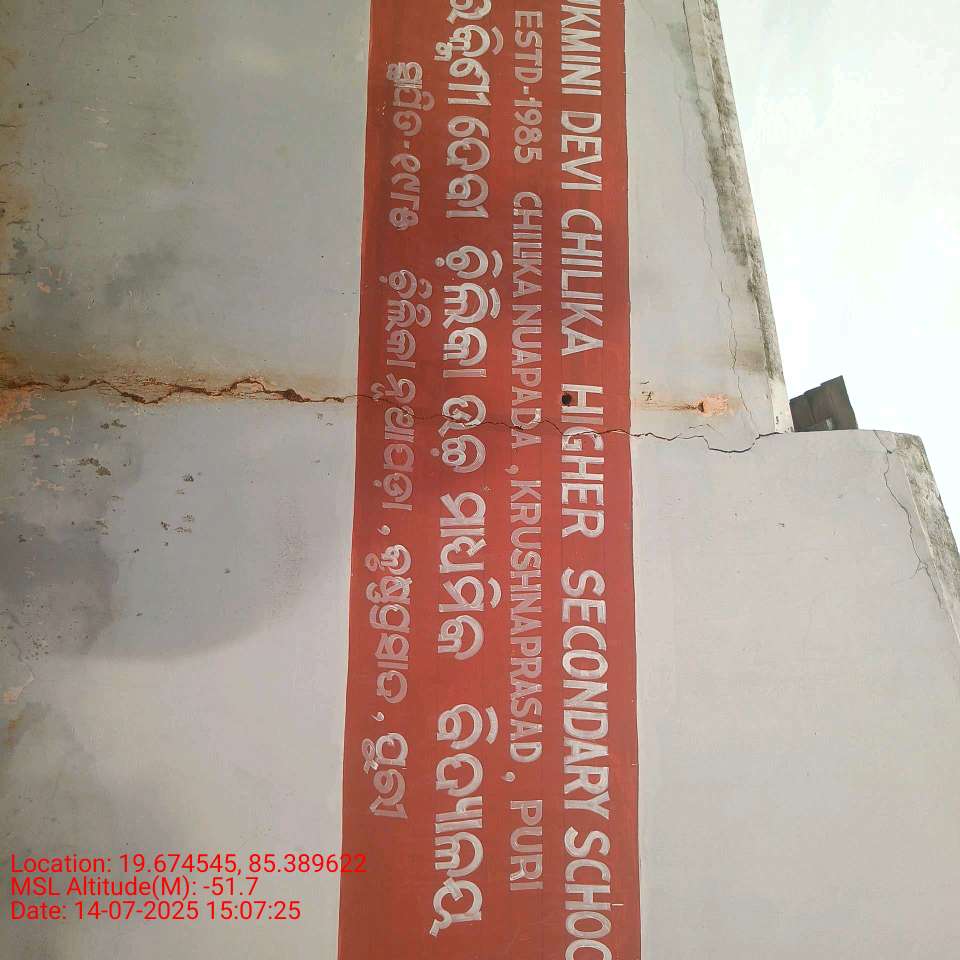 UKMINI DEVI CHILIKA HIGHER SECONDARY SCHOO
ESTD-1985 CHILIKA NUAPADA , KRUSHNAPRASAD , PURI
ଦେବୀ ଚିଲିକା ଉଚ୍ଚ ମାଧ୍ୟମିକ ବିଦ୍ୟାଳୟ
ସ୍ଥାପିତ-୧୯୮୫ ଚିଲିକା ନୂଆପଡ଼ା , କୃଷ୍ଣପ୍ରସାଦ , ପୁରୀ
Location: 19.674545, 85.389622
MSL Altitude(M): -51.7
Date: 14-07-2025 15:07:25